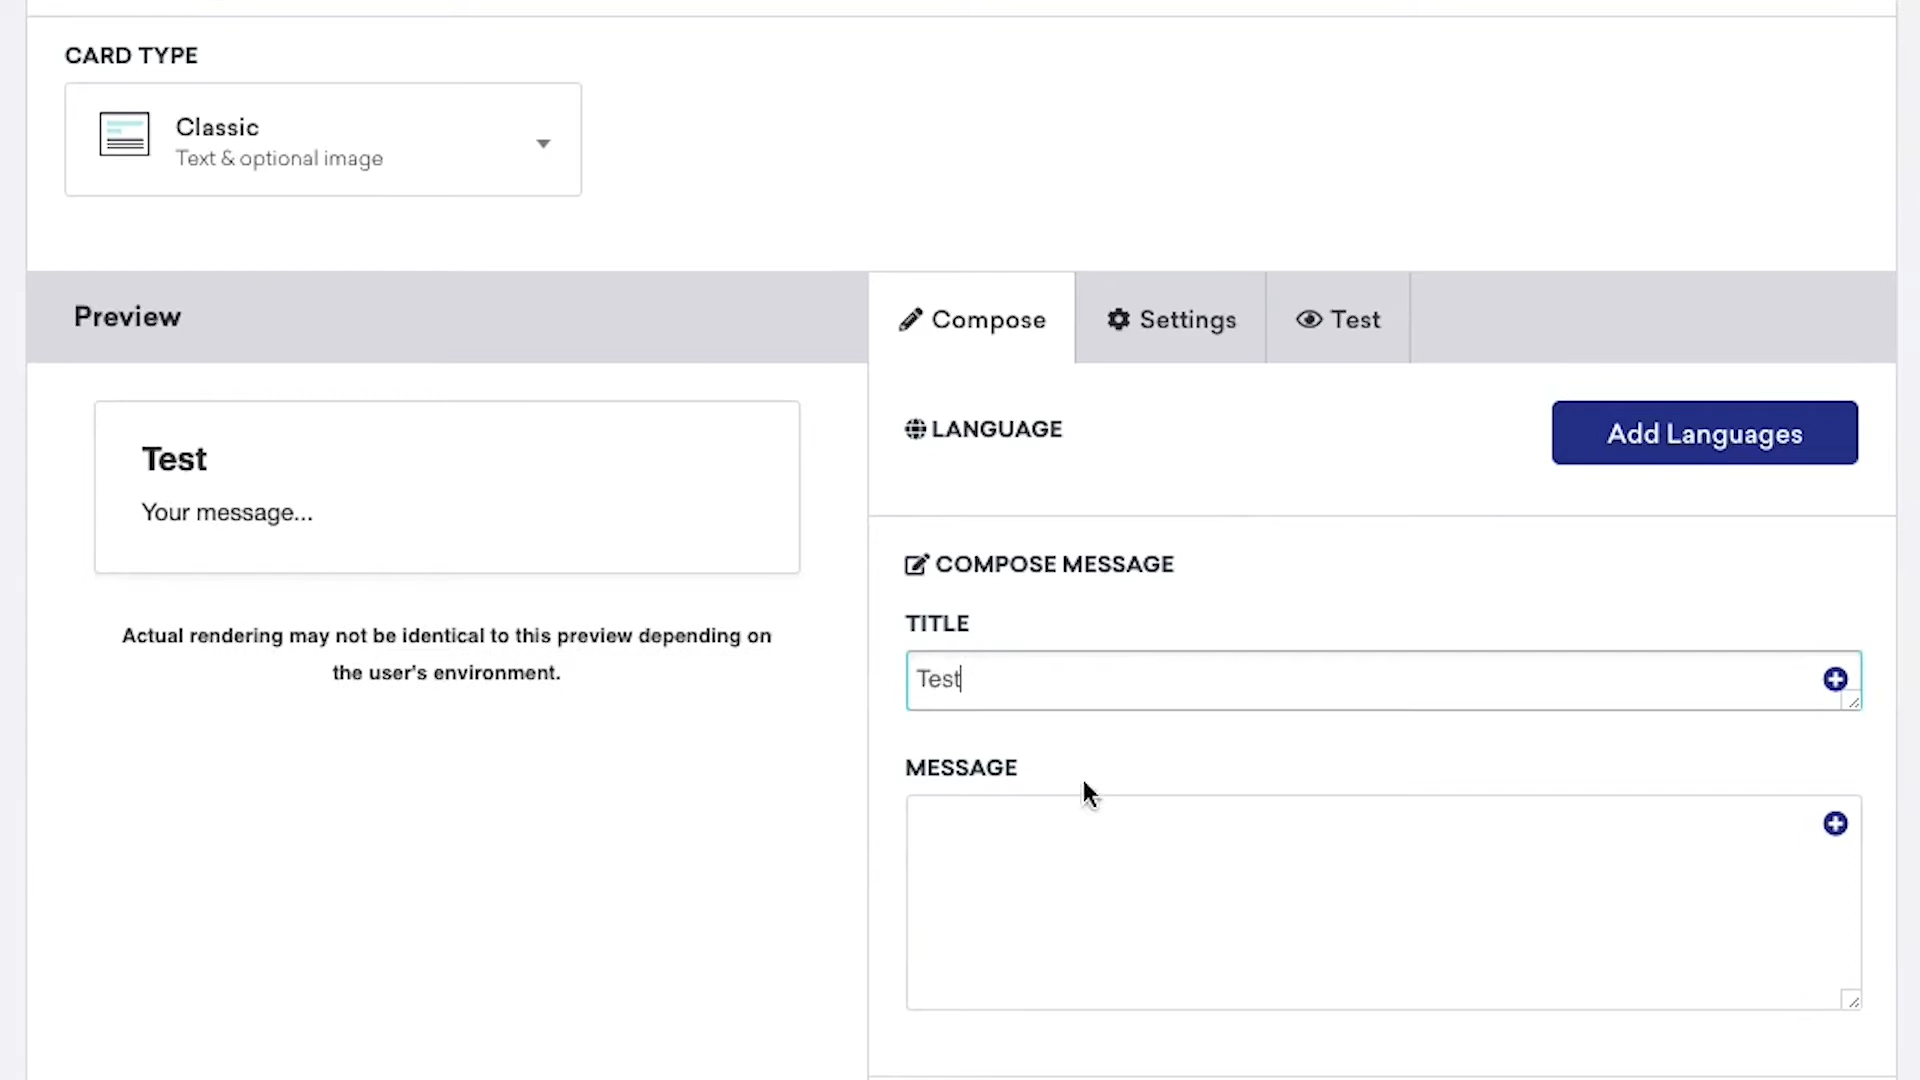 CARD TYPE
Classic
Text & optional image
Preview
Compose
Settings
Test
Test
Your message...
Actual rendering may not be identical to this preview depending on
the user's environment.
LANGUAGE
Add Languages
COMPOSE MESSAGE
TITLE
Test
MESSAGE